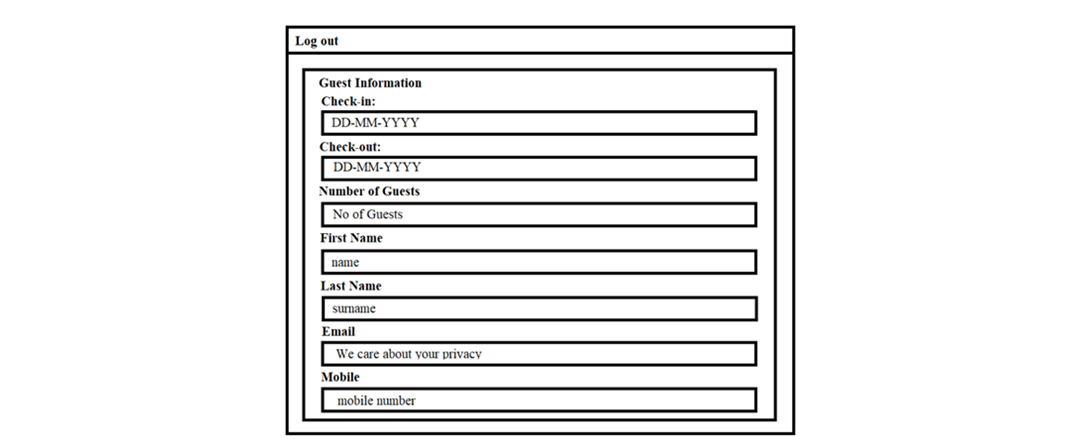 Log out
Guest Information
Check-in:
DD-MM-YYYY
Check-out:
DD-MM-YYYY
Number of Guests
No of Guests
First Name
name
Last Name
surname
Email
We care about your privacy
Mobile
mobile number